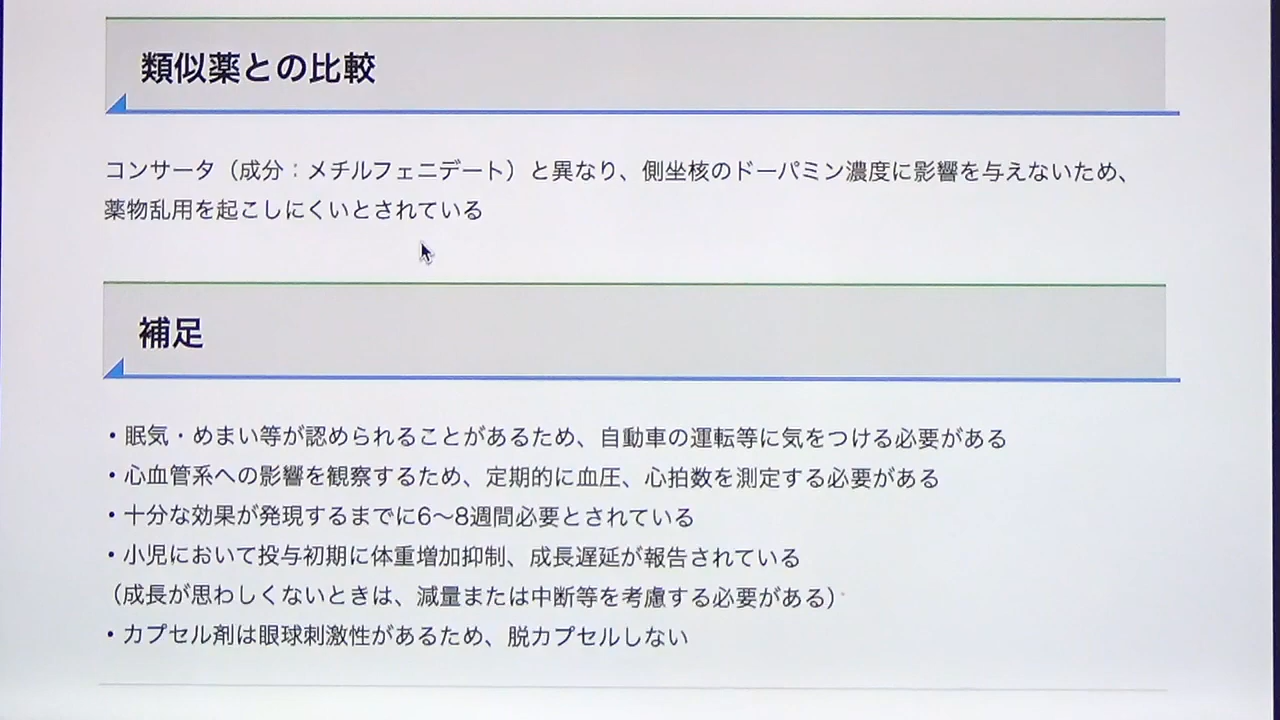 類似薬との比較
コンサータ（成分：メチルフェニデート）と異なり、側坐核のドーパミン濃度に影響を与えないため、
薬物乱用を起こしにくいとされている
補足
・眠気・めまい等が認められることがあるため、自動車の運転等に気をつける必要がある
・心血管系への影響を観察するため、定期的に血圧、心拍数を測定する必要がある
・十分な効果が発現するまでに6〜8週間必要とされている
・小児において投与初期に体重増加抑制、成長遅延が報告されている
（成長が思わしくないときは、減量または中断等を考慮する必要がある）
・カプセル剤は眼球刺激性があるため、脱カプセルしない